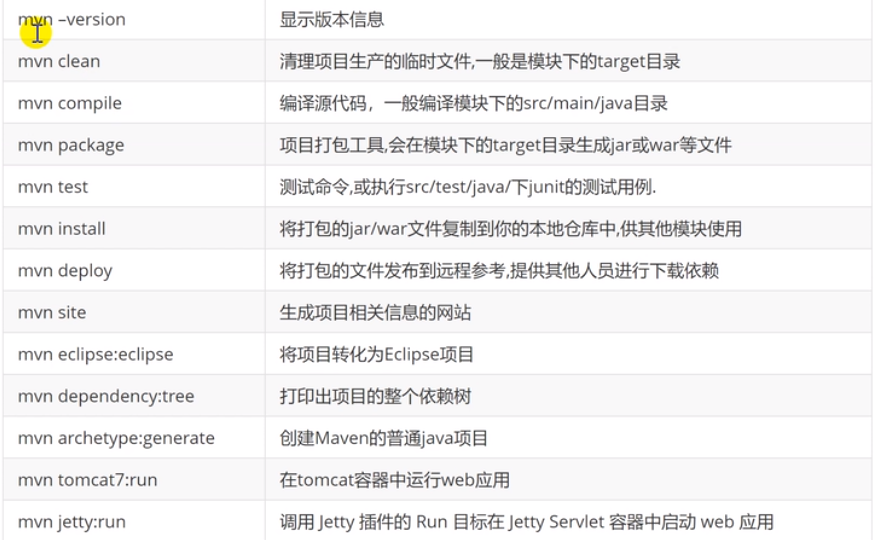 mvn –version 显示版本信息
mvn clean 清理项目生产的临时文件,一般是模块下的target目录
mvn compile 编译源代码，一般编译模块下的src/main/java目录
mvn package 项目打包工具,会在模块下的target目录生成jar或war等文件
mvn test 测试命令,或执行src/test/java/下junit的测试用例.
mvn install 将打包的jar/war文件复制到你的本地仓库中,供其他模块使用
mvn deploy 将打包的文件发布到远程参考,提供其他人员进行下载依赖
mvn site 生成项目相关信息的网站
mvn eclipse:eclipse 将项目转化为Eclipse项目
mvn dependency:tree 打印出项目的整个依赖树
mvn archetype:generate 创建Maven的普通java项目
mvn tomcat7:run 在tomcat容器中运行web应用
mvn jetty:run 调用 Jetty 插件的 Run 目标在 Jetty Servlet 容器中启动 web 应用